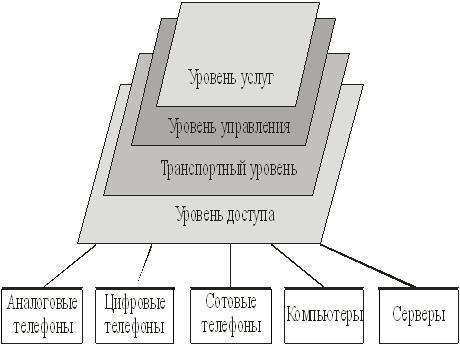 Уровень услуг
Уровень управления
Транспортный уровень
Уровень доступа
Аналоговые
телефоны
Цифровые
телефоны
Сотовые
телефоны
Компьютеры
Серверы